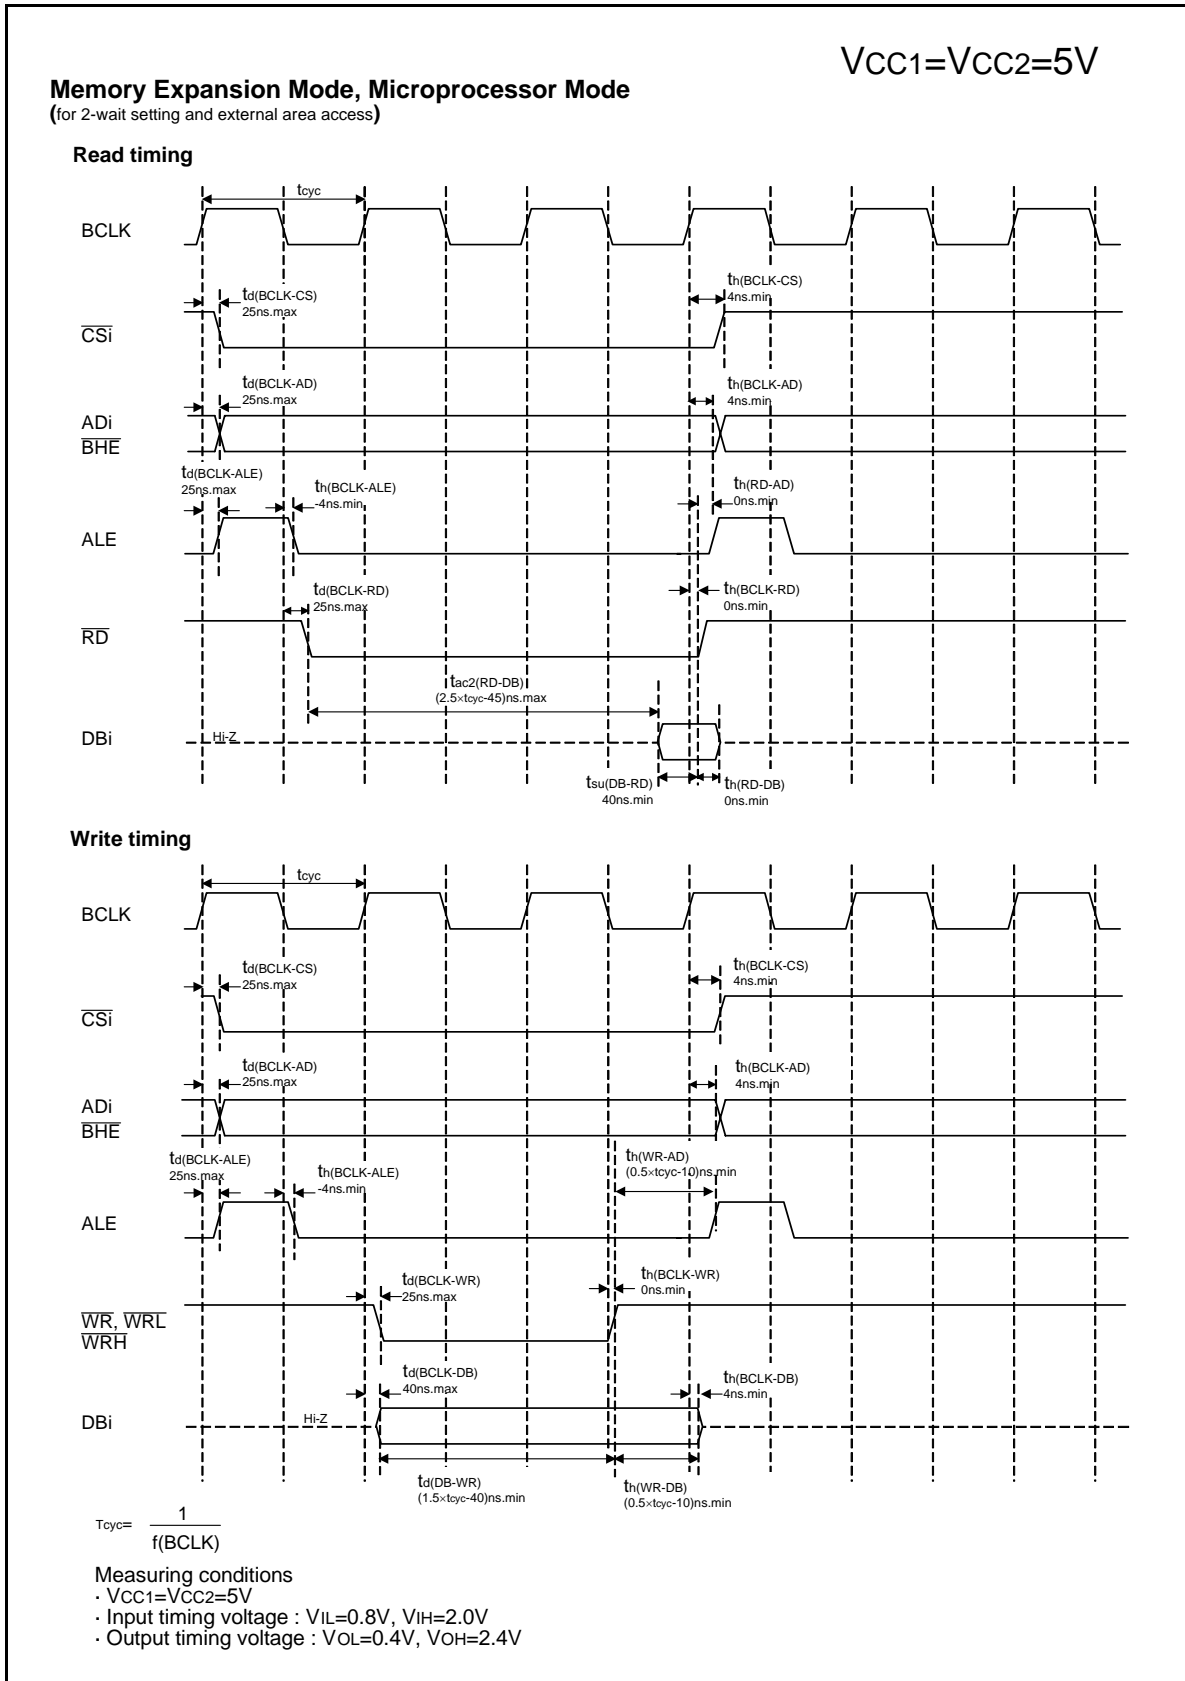 VCC1=VCC2=5V
Memory Expansion Mode, Microprocessor Mode
(for 2-wait setting and external area access)
Read timing
tcyc
BCLK
td(BCLK-CS)
25ns.max
th(BCLK-CS)
4ns.min
CSi
td(BCLK-AD)
25ns.max
th(BCLK-AD)
4ns.min
ADi
BHE
td(BCLK-ALE)
25ns.max
th(BCLK-ALE)
-4ns.min
th(RD-AD)
0ns.min
ALE
td(BCLK-RD)
25ns.max
th(BCLK-RD)
0ns.min
RD
tac2(RD-DB)
(2.5×tcyc-45)ns.max
DBi
Hi-Z
tsu(DB-RD)
40ns.min
th(RD-DB)
0ns.min
Write timing
tcyc
BCLK
td(BCLK-CS)
25ns.max
th(BCLK-CS)
4ns.min
CSi
td(BCLK-AD)
25ns.max
th(BCLK-AD)
4ns.min
ADi
BHE
td(BCLK-ALE)
25ns.max
th(BCLK-ALE)
-4ns.min
th(WR-AD)
(0.5×tcyc-10)ns.min
ALE
td(BCLK-WR)
25ns.max
th(BCLK-WR)
0ns.min
WR, WRL
WRH
td(BCLK-DB)
40ns.max
th(BCLK-DB)
4ns.min
DBi
Hi-Z
td(DB-WR)
(1.5×tcyc-40)ns.min
th(WR-DB)
(0.5×tcyc-10)ns.min
Tcyc= 1
f(BCLK)
Measuring conditions
· VCC1=VCC2=5V
· Input timing voltage : VIL=0.8V, VIH=2.0V
· Output timing voltage : VOL=0.4V, VOH=2.4V